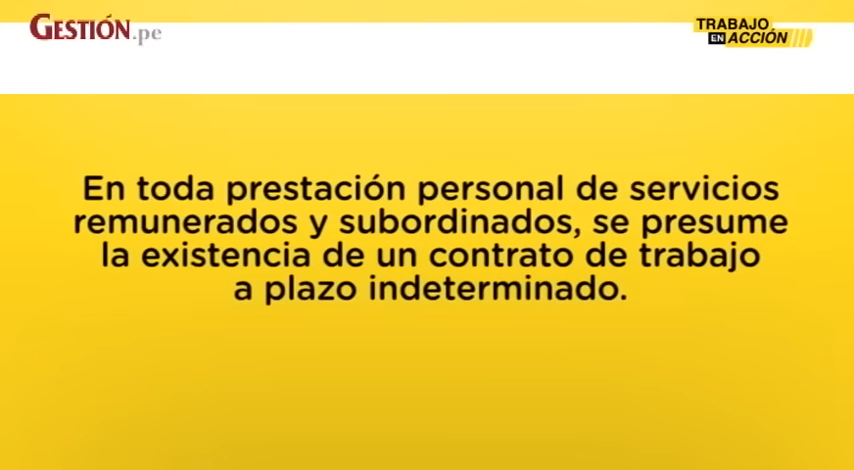 GESTIÓN.pe
TRABAJO
EN ACCIÓN
En toda prestación personal de servicios
remunerados y subordinados, se presume
la existencia de un contrato de trabajo
a plazo indeterminado.